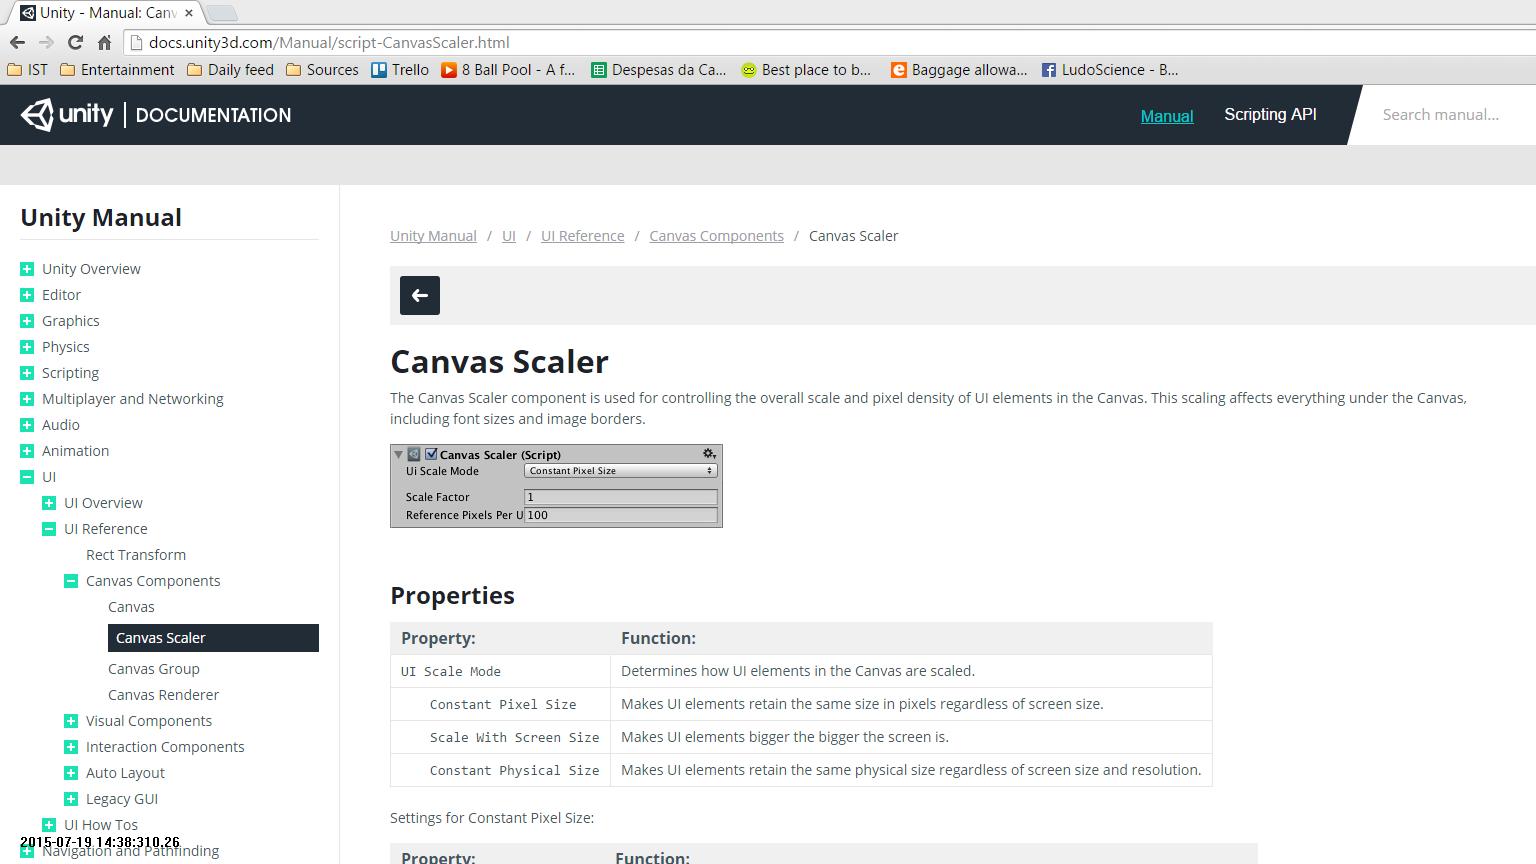 Unity - Manual: Canv
docs.unity3d.com/Manual/script-CanvasScaler.html
IST Entertainment Daily feed Sources Trello 8 Ball Pool - A f... Despesas da Ca... Best place to b... Baggage allowa... LudoScience - B...
unity DOCUMENTATION Manual Scripting API Search manual...
Unity Manual
Unity Overview
Editor
Graphics
Physics
Scripting
Multiplayer and Networking
Audio
Animation
UI
UI Overview
UI Reference
Rect Transform
Canvas Components
Canvas
Canvas Scaler
Canvas Group
Canvas Renderer
Visual Components
Interaction Components
Auto Layout
Legacy GUI
UI How Tos
2015-07-19 14:38:310.26
Navigation and Pathfinding
Unity Manual / UI / UI Reference / Canvas Components / Canvas Scaler
Canvas Scaler
The Canvas Scaler component is used for controlling the overall scale and pixel density of UI elements in the Canvas. This scaling affects everything under the Canvas,
including font sizes and image borders.
Canvas Scaler (Script)
Ui Scale Mode Constant Pixel Size
Scale Factor 1
Reference Pixels Per U 100
Properties
Property: Function:
UI Scale Mode Determines how UI elements in the Canvas are scaled.
Constant Pixel Size Makes UI elements retain the same size in pixels regardless of screen size.
Scale With Screen Size Makes UI elements bigger the bigger the screen is.
Constant Physical Size Makes UI elements retain the same physical size regardless of screen size and resolution.
Settings for Constant Pixel Size:
Property: Function: